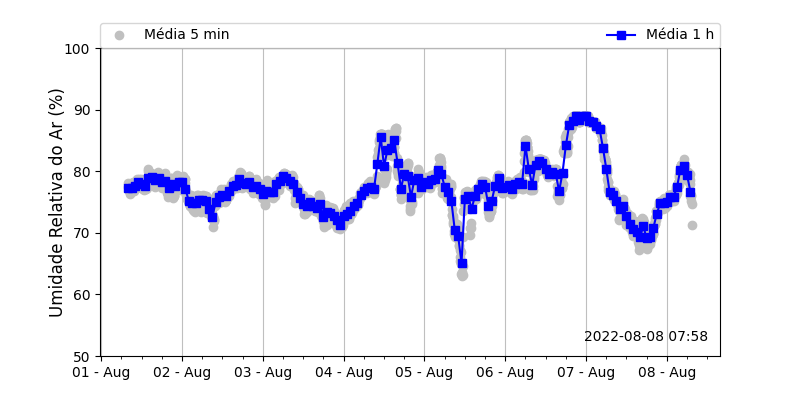 Média 5 min
Média 1 h
Umidade Relativa do Ar (%)
100
90
80
70
60
50
2022-08-08 07:58
01 - Aug
02 - Aug
03 - Aug
04 - Aug
05 - Aug
06 - Aug
07 - Aug
08 - Aug